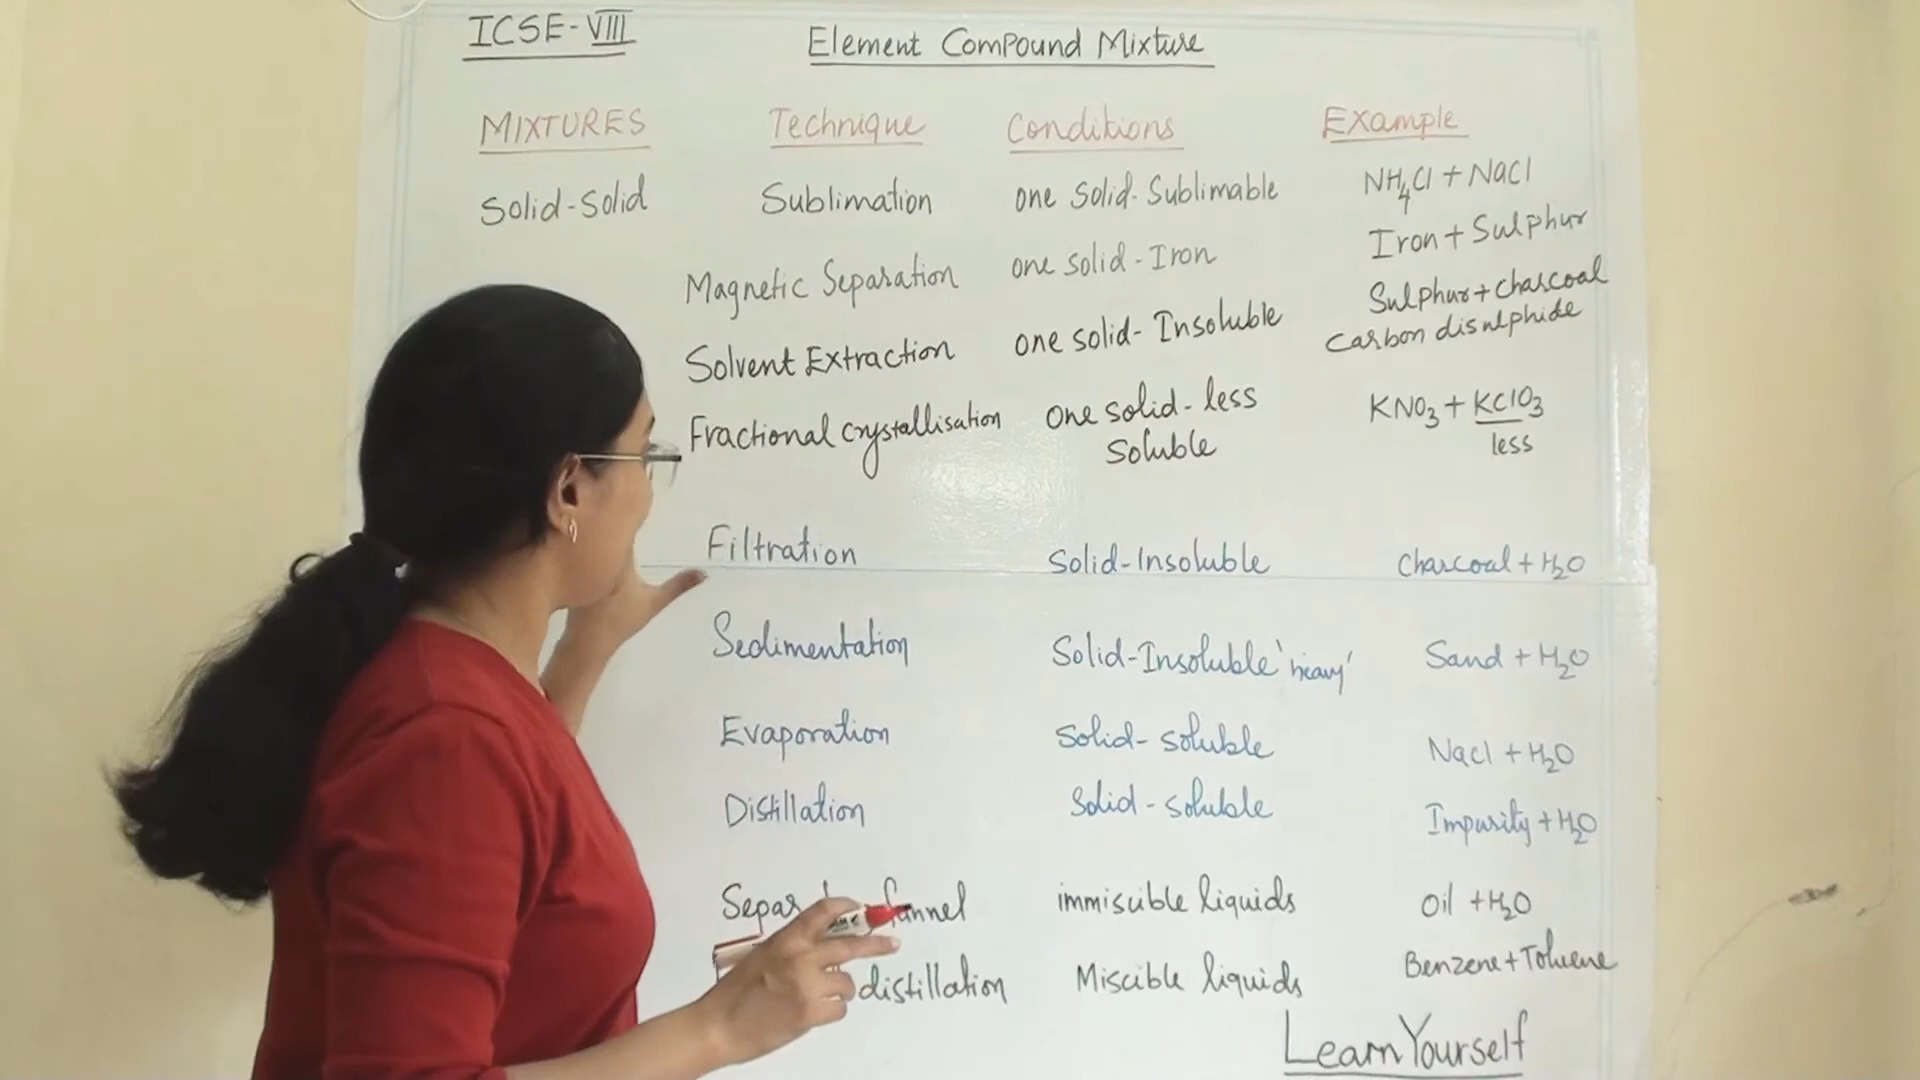 ICSE-VIII
Element Compound Mixture
MIXTURES Technique Conditions Example
Solid-Solid Sublimation one Solid-Sublimable NH4Cl + NaCl
Magnetic Separation one solid-Iron Iron + Sulphur
Solvent Extraction one solid-Insoluble Sulphur + charcoal
Carbon disulphide
Fractional crystallisation one solid-less KNO3 + KClO3
Soluble less
Filtration Solid-Insoluble Charcoal + H2O
Sedimentation Solid-Insoluble 'heavy' Sand + H2O
Evaporation Solid-soluble Nacl + H2O
Distillation Solid-soluble Impurity + H2O
funnel immiscible liquids Oil + H2O
distillation Miscible liquids Benzene + Toluene
Learn Yourself